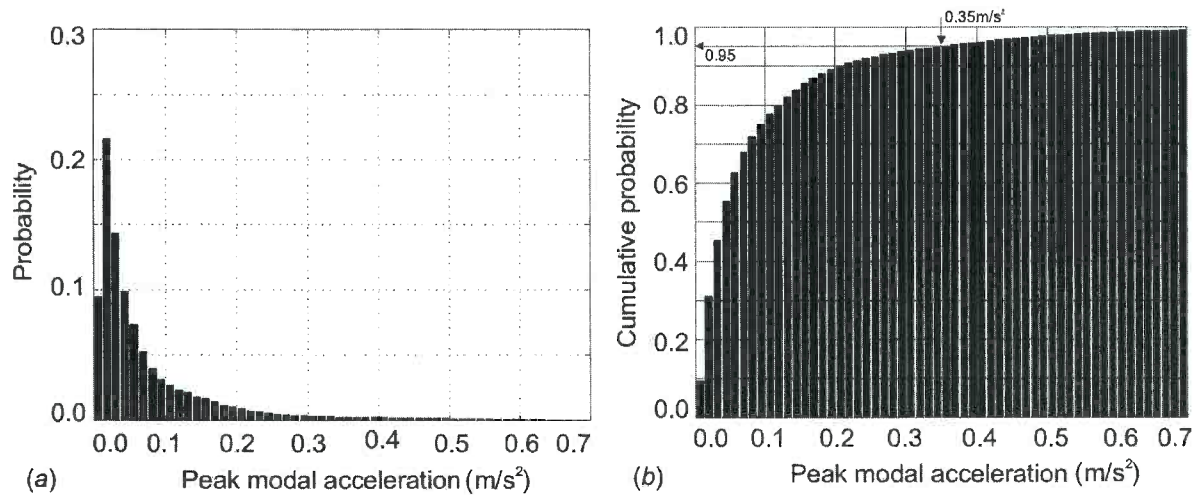 0.3
0.2
0.1
0.0
Probability
0.0 0.1 0.2 0.3 0.4 0.5 0.6 0.7
Peak modal acceleration (m/s²)
(a)
0.35m/s²
0.95
1.0
0.8
0.6
0.4
0.2
0.0
Cumulative probability
0.0 0.1 0.2 0.3 0.4 0.5 0.6 0.7
Peak modal acceleration (m/s²)
(b)